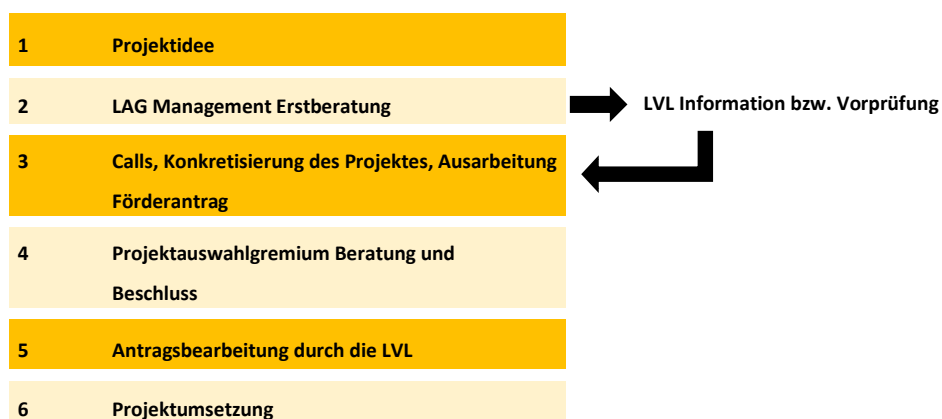 1 Projektidee
2 LAG Management Erstberatung
LVL Information bzw. Vorprüfung
3 Calls, Konkretisierung des Projektes, Ausarbeitung
Förderantrag
4 Projektauswahlgremium Beratung und
Beschluss
5 Antragsbearbeitung durch die LVL
6 Projektumsetzung